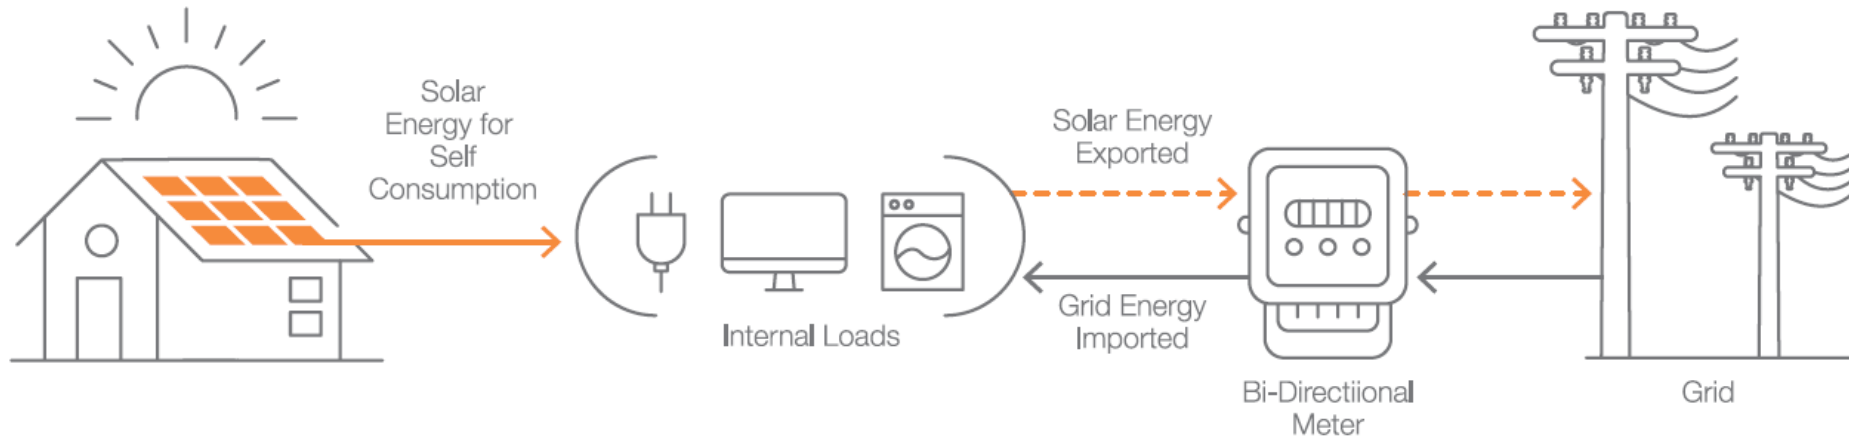 Solar
Energy for
Self
Consumption
Internal Loads
Solar Energy
Exported
Grid Energy
Imported
Bi-Directiional
Meter
Grid